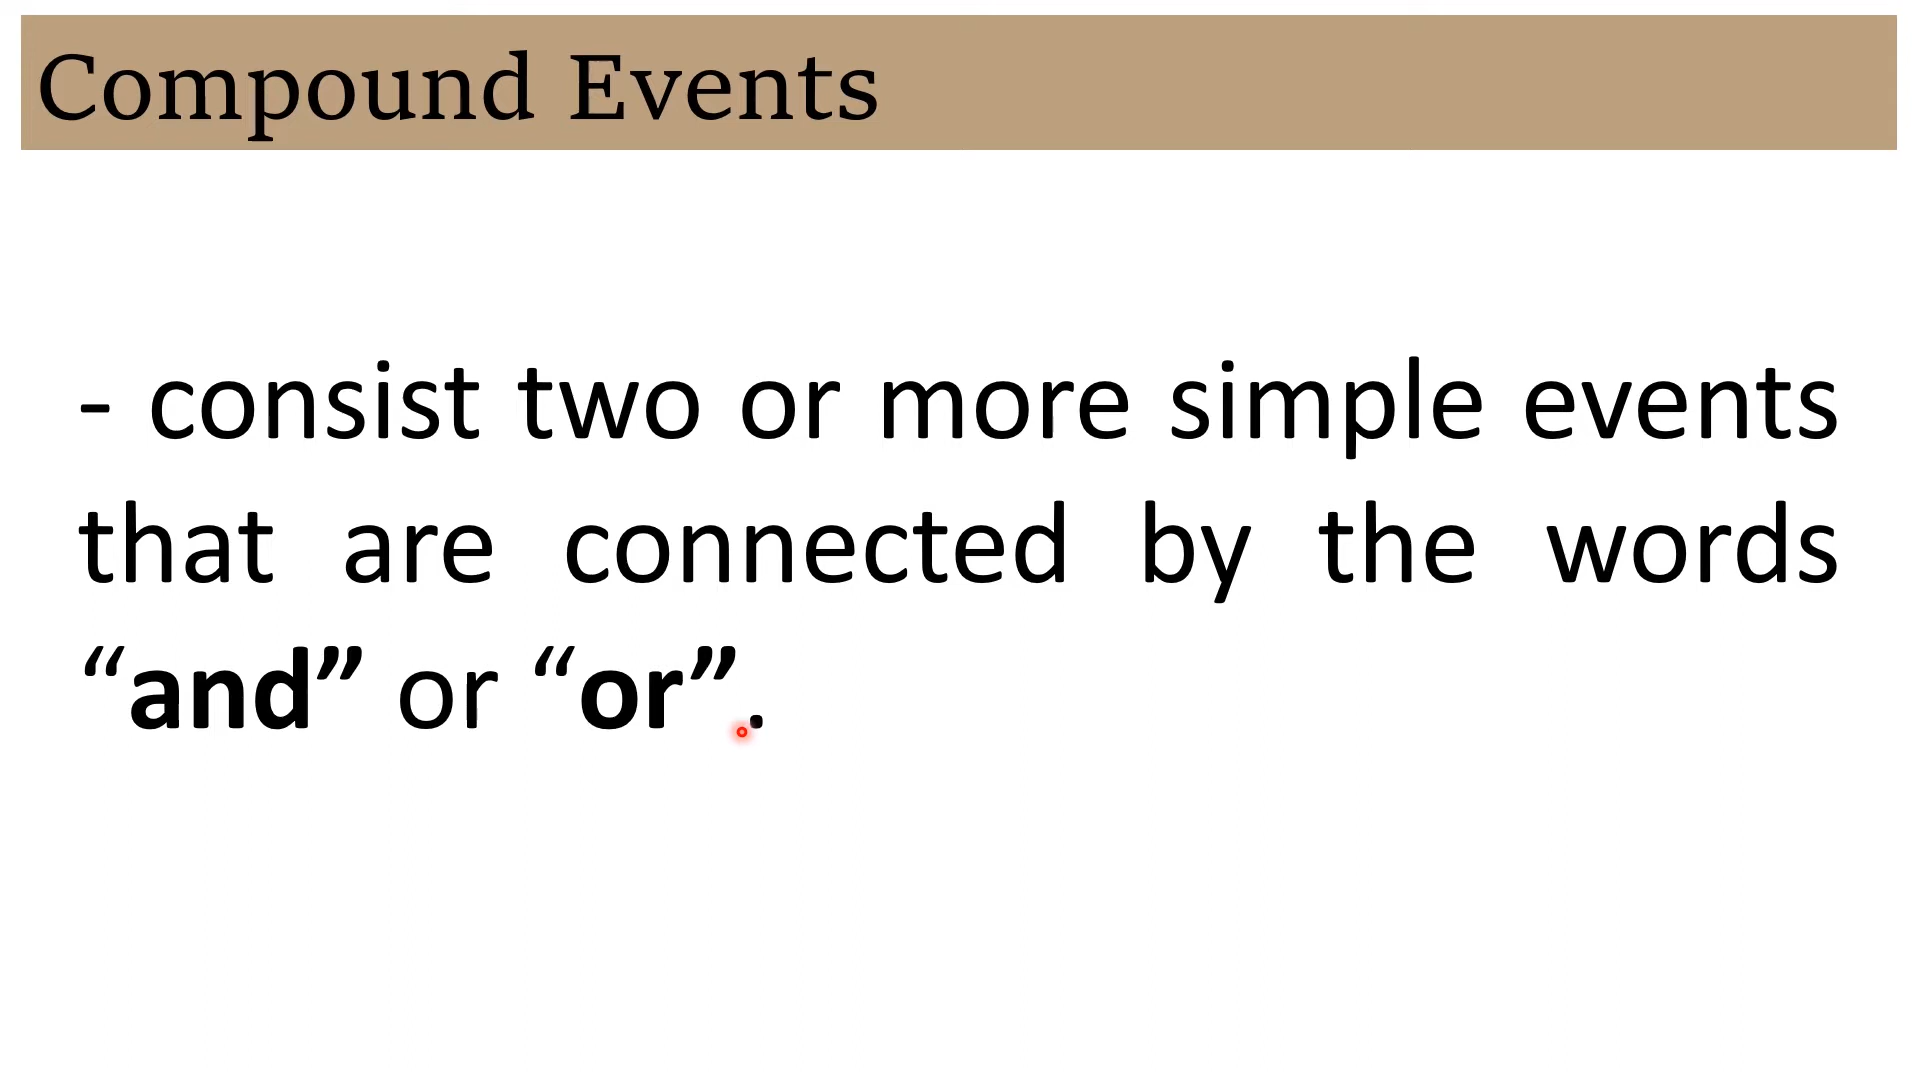 Compound Events
- consist two or more simple events
that are connected by the words
“and” or “or”.